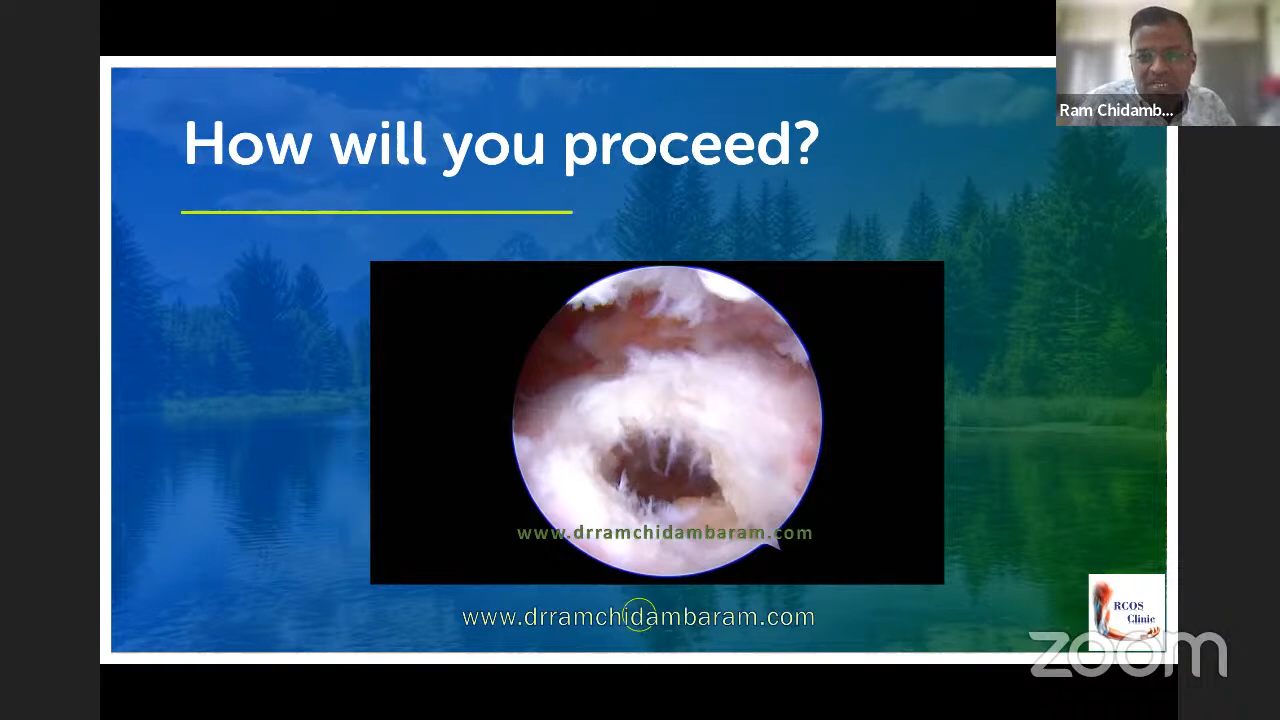 How will you proceed?
Ram Chidamb...
www.drramchidambaram.com
www.drramchidambaram.com
RCOS
Clinic
zoom